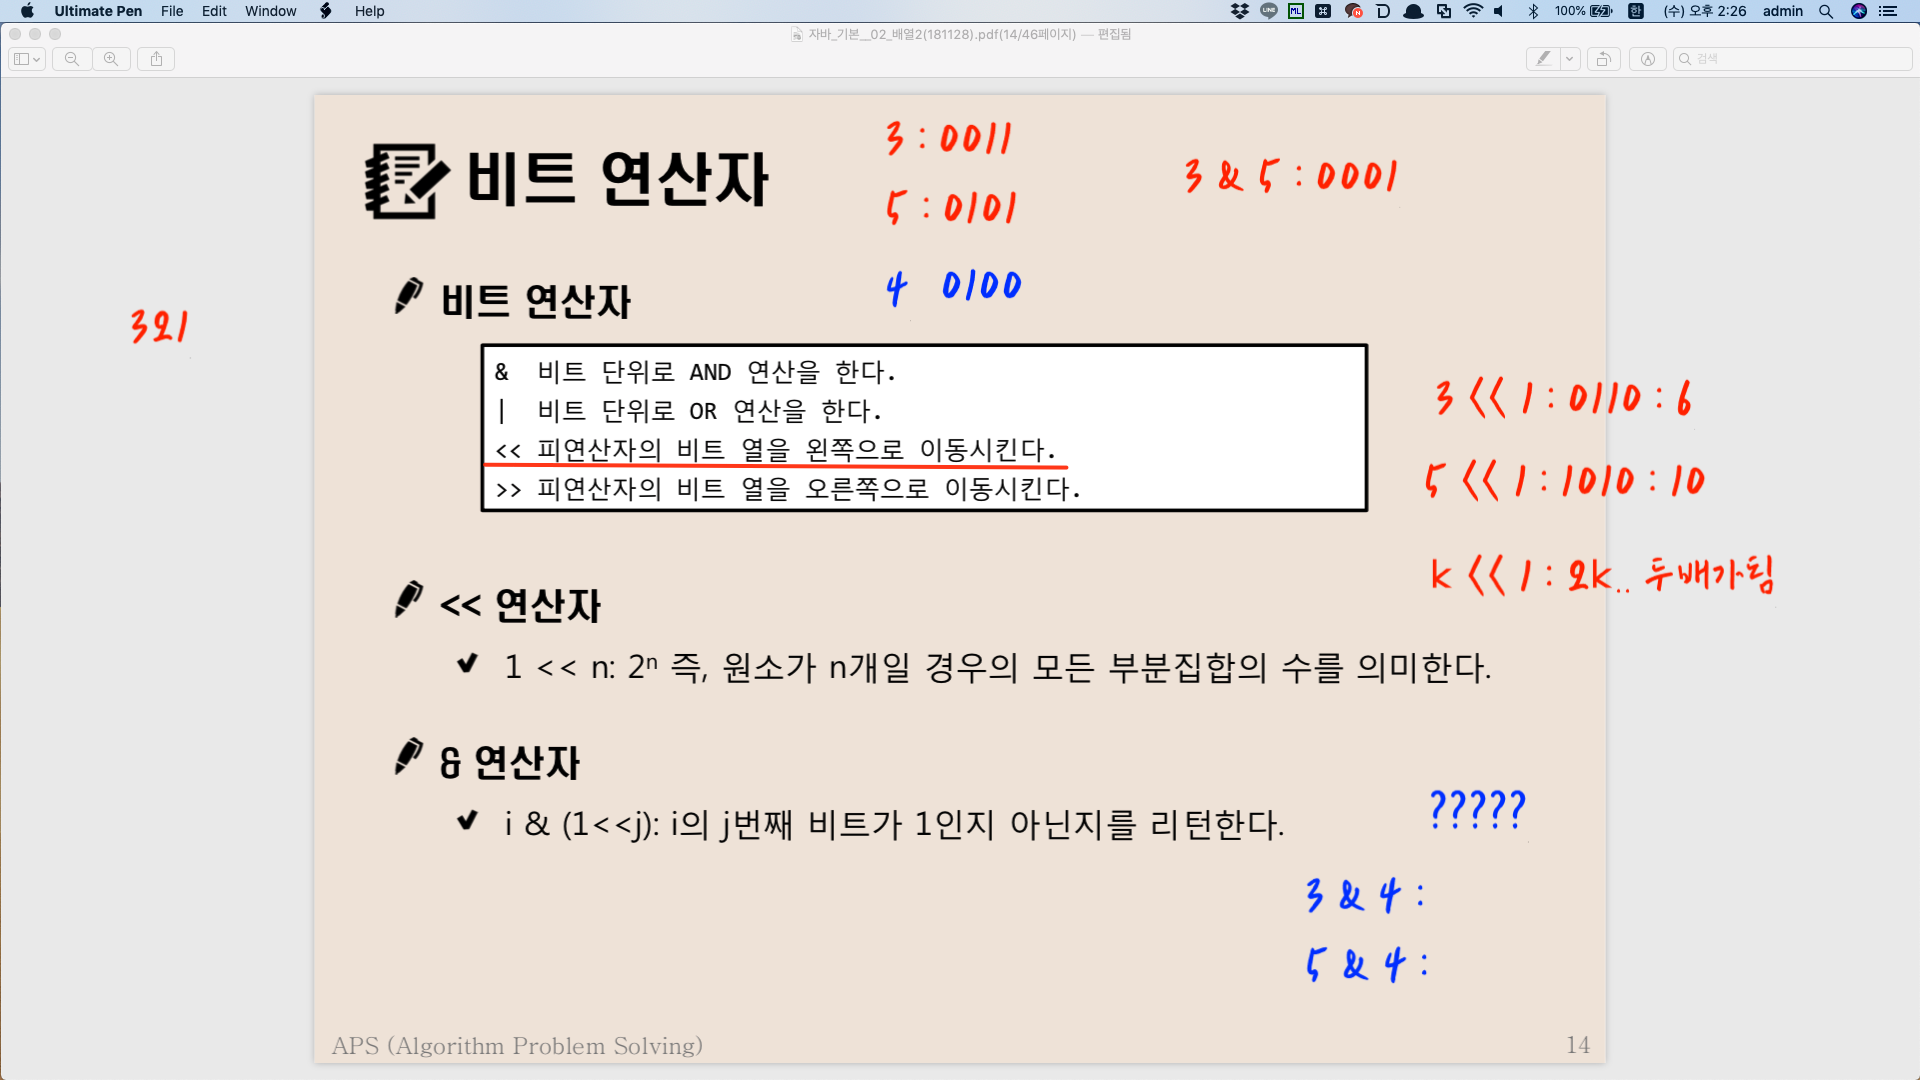 Ultimate Pen File Edit Window Help
100% 한 (수) 오후 2:26 admin
자바_기본__02_배열2(181128).pdf(14/46페이지) — 편집됨
검색
비트 연산자
3 : 0011
5 : 0101
4 0100
3 & 5 : 0001
321
비트 연산자
& 비트 단위로 AND 연산을 한다.
| 비트 단위로 OR 연산을 한다.
<< 피연산자의 비트 열을 왼쪽으로 이동시킨다.
>> 피연산자의 비트 열을 오른쪽으로 이동시킨다.
3 << 1 : 0110 : 6
5 << 1 : 1010 : 10
k << 1 : 2k.. 두배가됨
<< 연산자
1 << n: 2ⁿ 즉, 원소가 n개일 경우의 모든 부분집합의 수를 의미한다.
& 연산자
i & (1<<j): i의 j번째 비트가 1인지 아닌지를 리턴한다.
?????
3 & 4 :
5 & 4 :
APS (Algorithm Problem Solving)
14